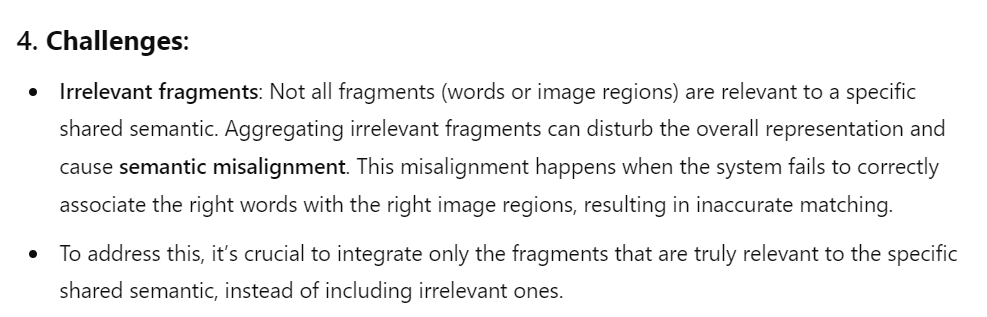 4. Challenges:
• Irrelevant fragments: Not all fragments (words or image regions) are relevant to a specific
shared semantic. Aggregating irrelevant fragments can disturb the overall representation and
cause semantic misalignment. This misalignment happens when the system fails to correctly
associate the right words with the right image regions, resulting in inaccurate matching.
• To address this, it’s crucial to integrate only the fragments that are truly relevant to the specific
shared semantic, instead of including irrelevant ones.